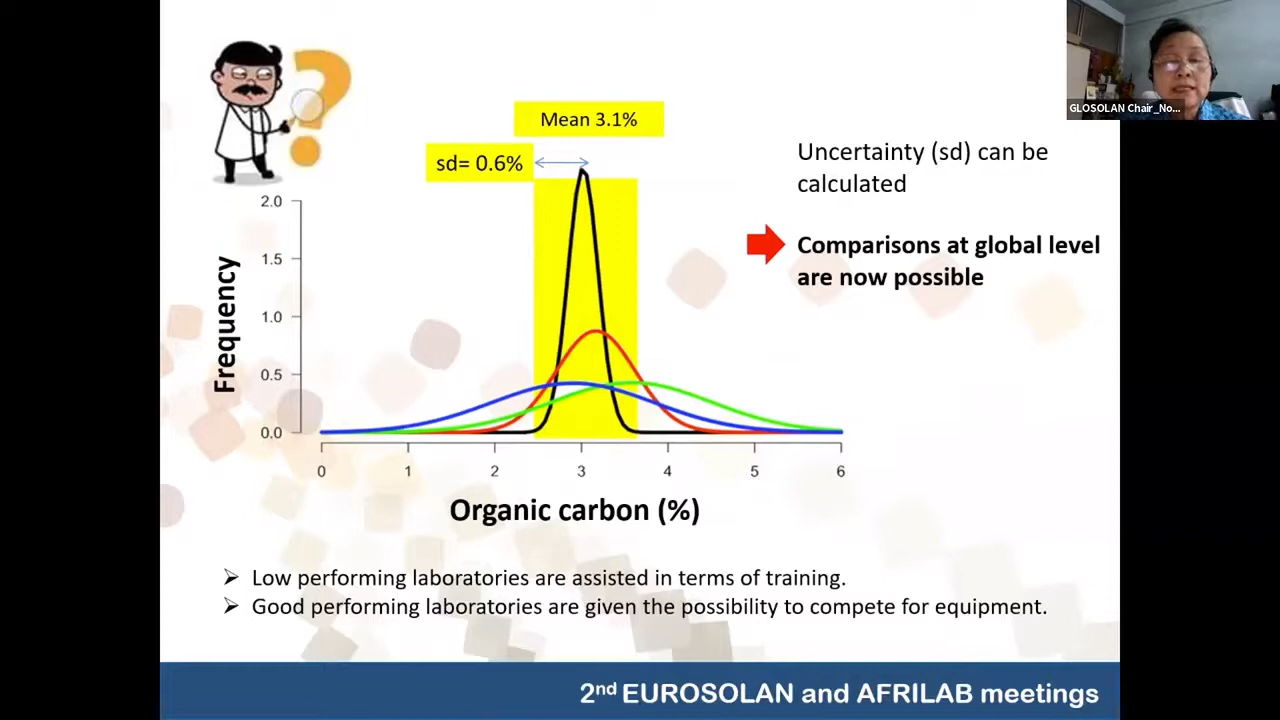 GLOSOLAN Chair_No...
Mean 3.1%
sd= 0.6%
Uncertainty (sd) can be
calculated
Comparisons at global level
are now possible
Frequency
2.0
1.5
1.0
0.5
0.0
0 1 2 3 4 5 6
Organic carbon (%)
Low performing laboratories are assisted in terms of training.
Good performing laboratories are given the possibility to compete for equipment.
2nd EUROSOLAN and AFRILAB meetings